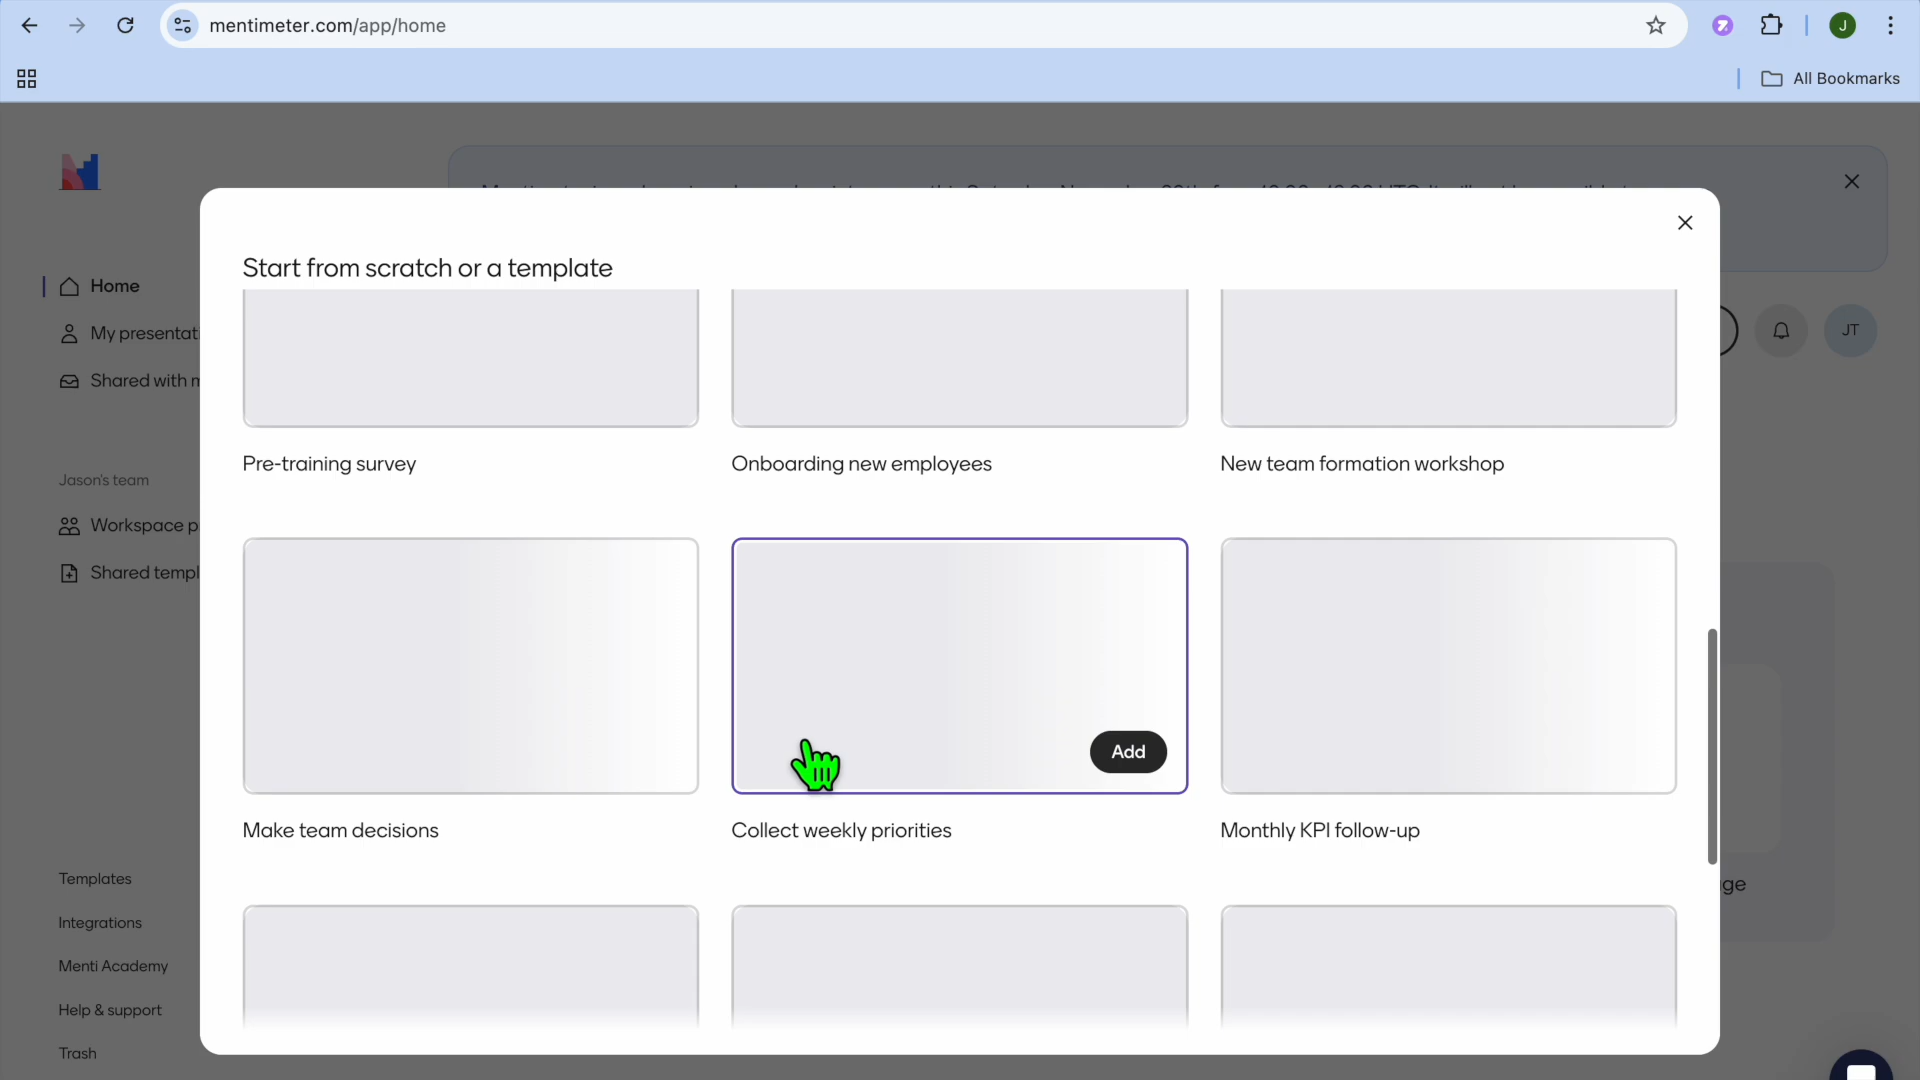 mentimeter.com/app/home
J
All Bookmarks
Start from scratch or a template
Home
My presentati
Shared with
JT
Pre-training survey
Onboarding new employees
New team formation workshop
Jason's team
Workspace p
Shared templ
Add
Make team decisions
Collect weekly priorities
Monthly KPI follow-up
Templates
ge
Integrations
Menti Academy
Help & support
Trash